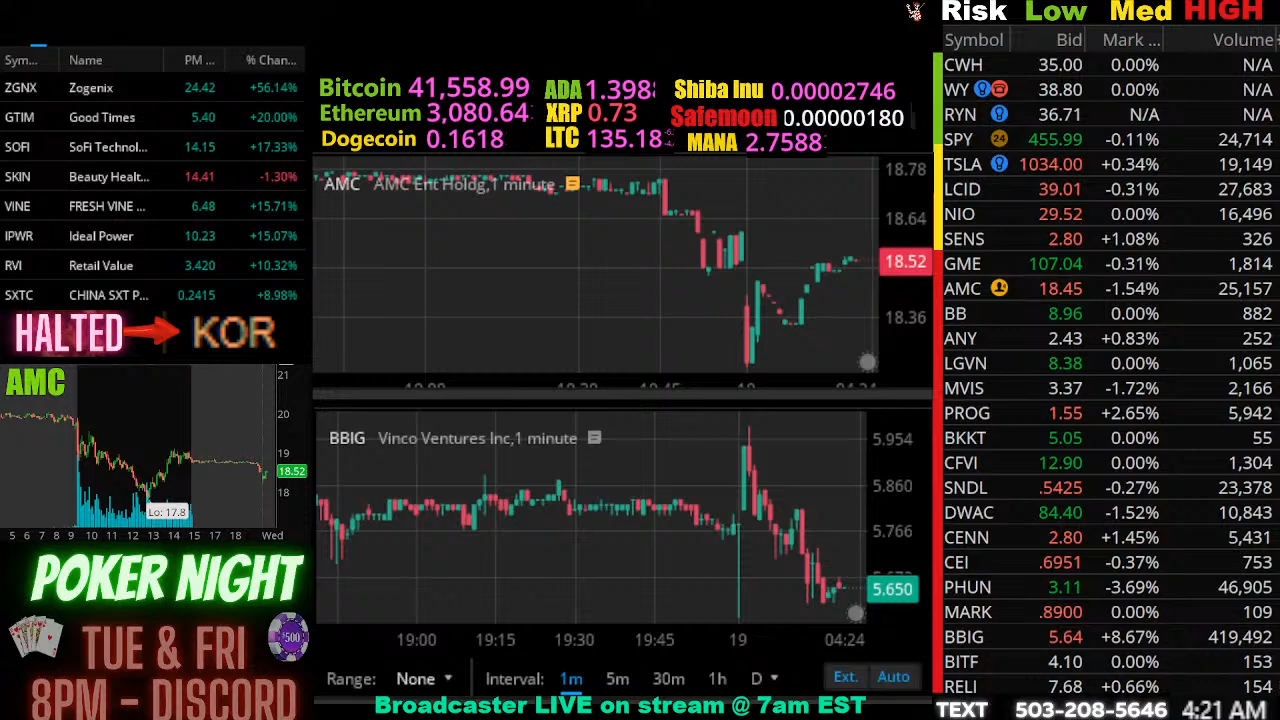 Risk Low Med HIGH
Sym... Name PM ... % Chan...
ZGNX Zogenix 24.42 +56.14%
GTIM Good Times 5.40 +20.00%
SOFI SoFi Technol... 14.15 +17.33%
SKIN Beauty Healt... 14.41 -1.30%
VINE FRESH VINE ... 6.48 +15.71%
IPWR Ideal Power 10.23 +15.07%
RVI Retail Value 3.420 +10.32%
SXTC CHINA SXT P... 0.2415 +8.98%
HALTED KOR
AMC
21
20
19
18.52
18
Lo: 17.8
5 6 7 8 9 10 11 12 13 14 15 16 17 18 Wed
POKER NIGHT
$500
TUE & FRI
8PM - DISCORD
Bitcoin 41,558.99 ADA 1.398 Shiba Inu 0.00002746
Ethereum 3,080.64 XRP 0.73 Safemoon 0.00000180
Dogecoin 0.1618 LTC 135.18 MANA 2.7588
AMC AMC Ent Holdg,1 minute
18.78
18.64
18.52
18.36
BBIG Vinco Ventures Inc,1 minute
5.954
5.860
5.766
5.650
19:00 19:15 19:30 19:45 19 04:24
Range: None Interval: 1m 5m 30m 1h D Ext. Auto
Broadcaster LIVE on stream @ 7am EST
Symbol Bid Mark ... Volume
CWH 35.00 0.00% N/A
WY 38.80 0.00% N/A
RYN 36.71 N/A N/A
SPY 24 455.99 -0.11% 24,714
TSLA 1034.00 +0.34% 19,149
LCID 39.01 -0.31% 27,683
NIO 29.52 0.00% 16,496
SENS 2.80 +1.08% 326
GME 107.04 -0.31% 1,814
AMC 18.45 -1.54% 25,157
BB 8.96 0.00% 882
ANY 2.43 +0.83% 252
LGVN 8.38 0.00% 1,065
MVIS 3.37 -1.72% 2,166
PROG 1.55 +2.65% 5,942
BKKT 5.05 0.00% 55
CFVI 12.90 0.00% 1,304
SNDL .5425 -0.27% 23,378
DWAC 84.40 -1.52% 10,843
CENN 2.80 +1.45% 5,431
CEI .6951 -0.37% 753
PHUN 3.11 -3.69% 46,905
MARK .8900 0.00% 109
BBIG 5.64 +8.67% 419,492
BITF 4.10 0.00% 153
RELI 7.68 +0.66% 153
TEXT 503-208-5646 4:21 AM